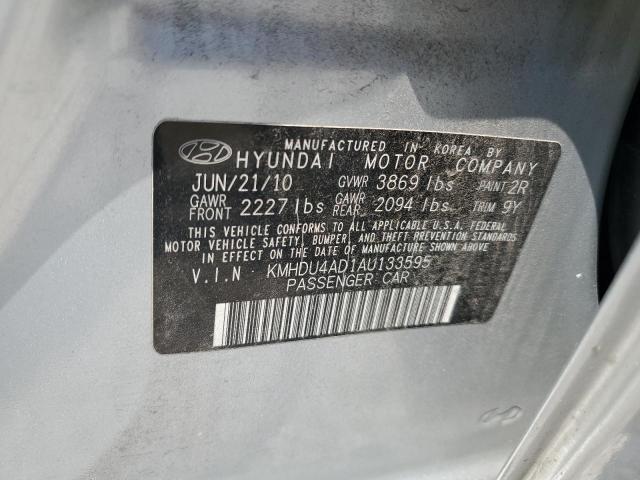 MANUFACTURED IN KOREA BY
HYUNDAI MOTOR COMPANY
JUN/21/10 GVWR 3869 lbs PAINT 2R
GAWR FRONT 2227 lbs GAWR REAR 2094 lbs TRIM 9Y
THIS VEHICLE CONFORMS TO ALL APPLICABLE U.S.A. FEDERAL
MOTOR VEHICLE SAFETY, BUMPER, AND THEFT PREVENTION STANDARDS
IN EFFECT ON THE DATE OF MANUFACTURE SHOWN ABOVE.
V.I.N KMHDU4AD1AU133595
PASSENGER CAR